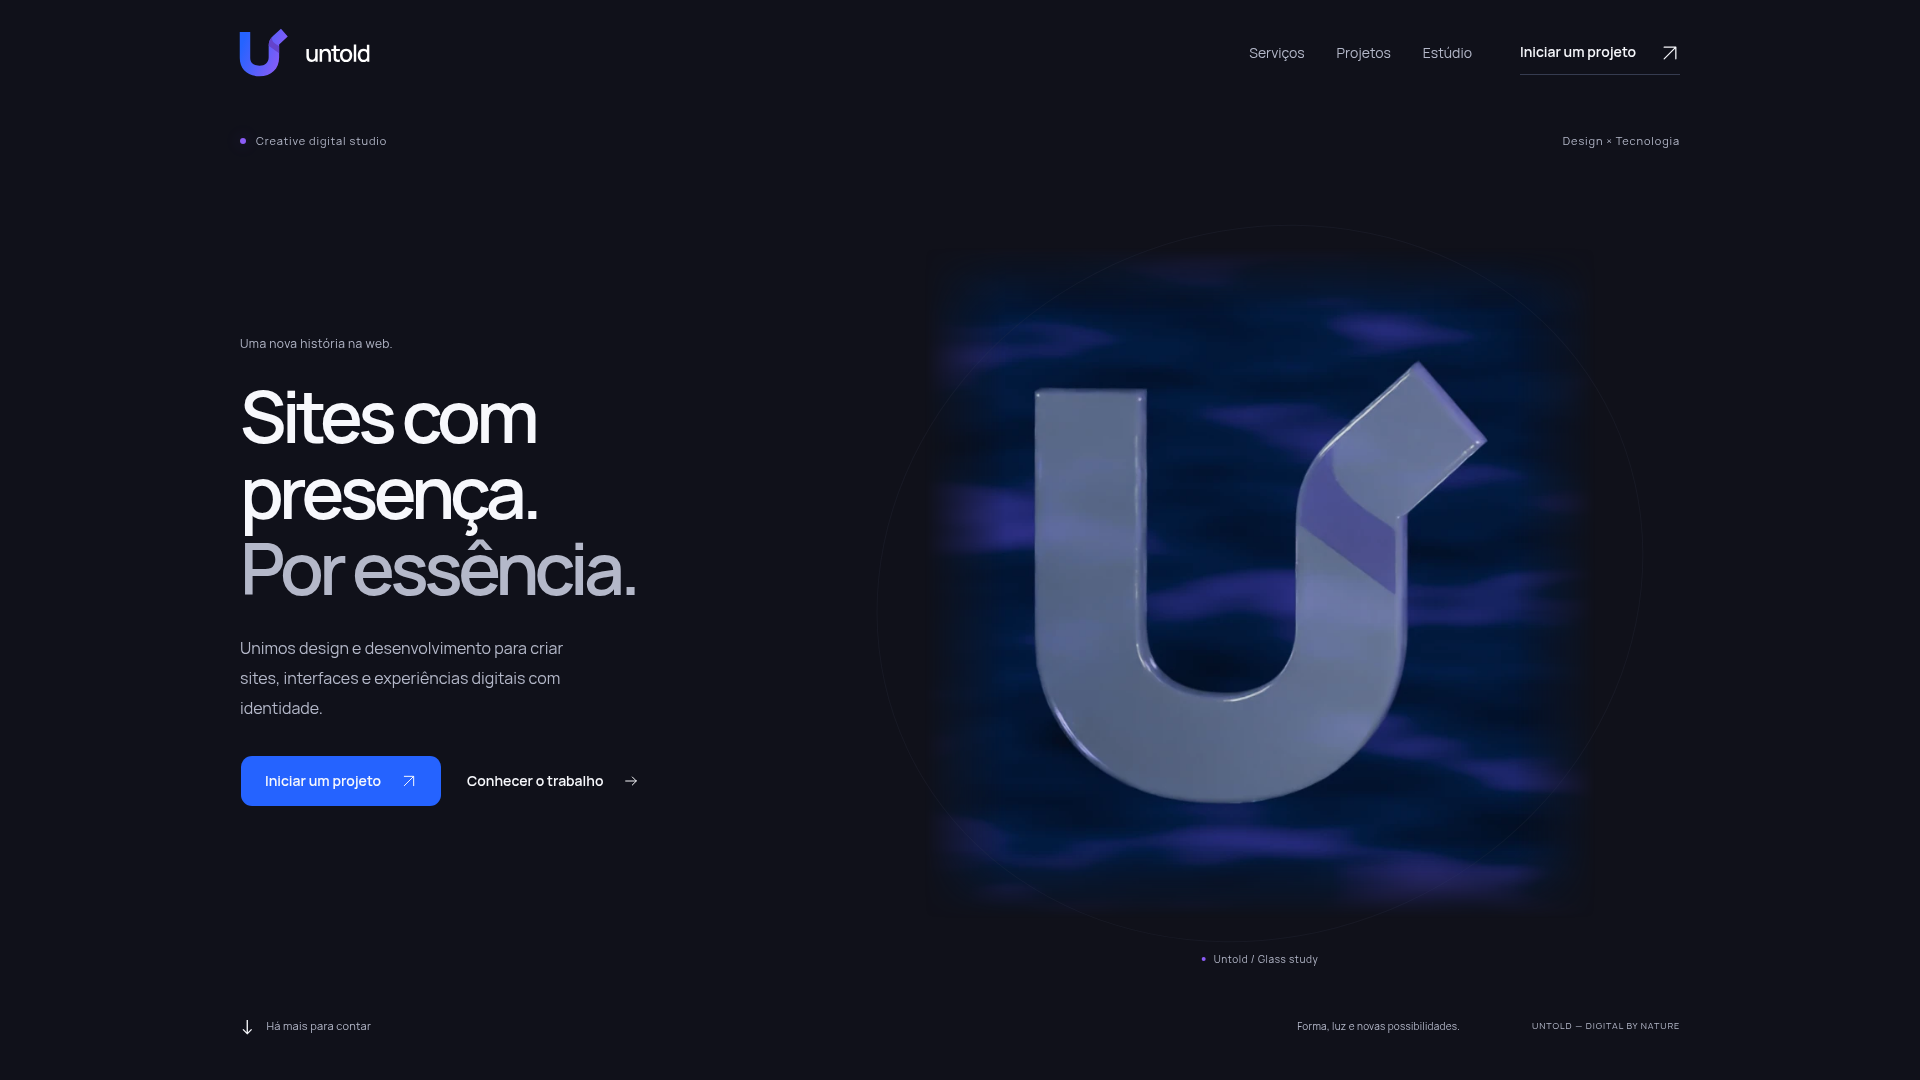 untold
Serviços
Projetos
Estúdio
Iniciar um projeto
Creative digital studio
Design × Tecnologia
Uma nova história na web.
Sites com
presença.
Por essência.
Unimos design e desenvolvimento para criar
sites, interfaces e experiências digitais com
identidade.
Iniciar um projeto
Conhecer o trabalho
Untold / Glass study
Há mais para contar
Forma, luz e novas possibilidades.
UNTOLD — DIGITAL BY NATURE